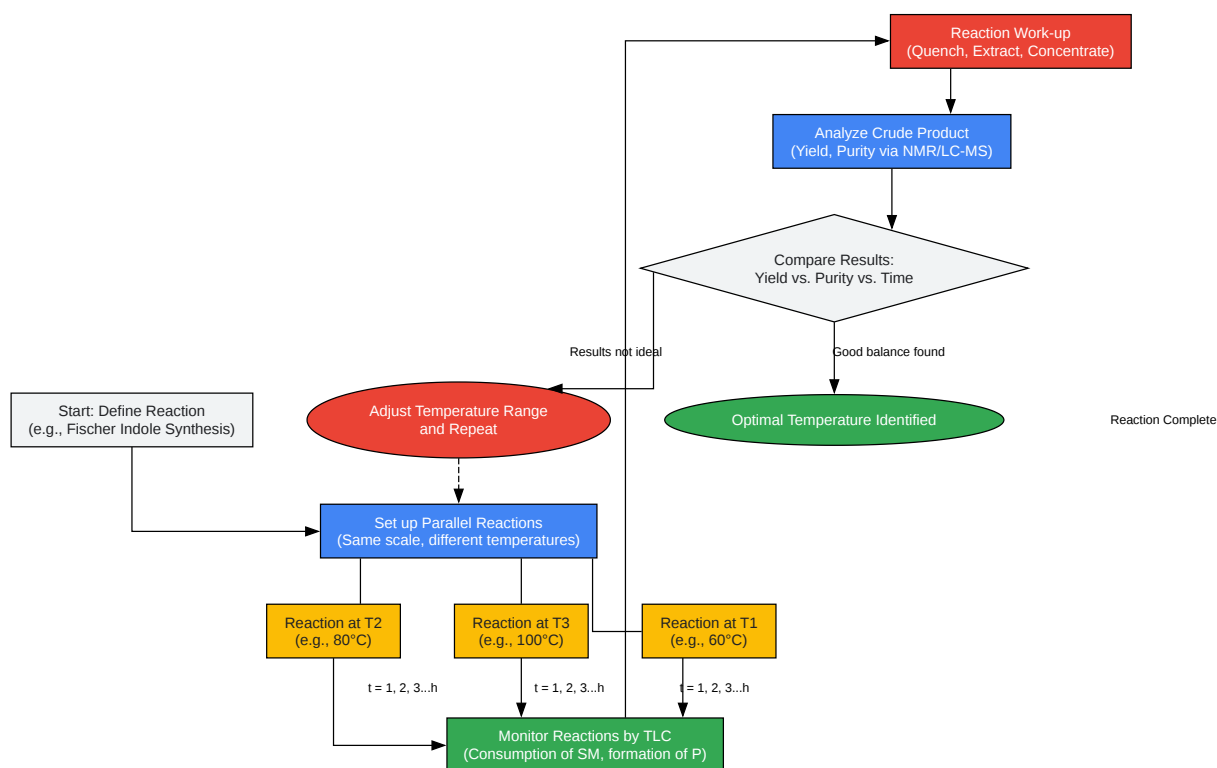 Reaction Work-up
(Quench, Extract, Concentrate)
Analyze Crude Product
(Yield, Purity via NMR/LC-MS)
Compare Results:
Yield vs. Purity vs. Time
Results not ideal
Good balance found
Start: Define Reaction
(e.g., Fischer Indole Synthesis)
Adjust Temperature Range
and Repeat
Optimal Temperature Identified
Reaction Complete
Set up Parallel Reactions
(Same scale, different temperatures)
Reaction at T2
(e.g., 80°C)
Reaction at T3
(e.g., 100°C)
Reaction at T1
(e.g., 60°C)
t = 1, 2, 3...h
t = 1, 2, 3...h
t = 1, 2, 3...h
Monitor Reactions by TLC
(Consumption of SM, formation of P)